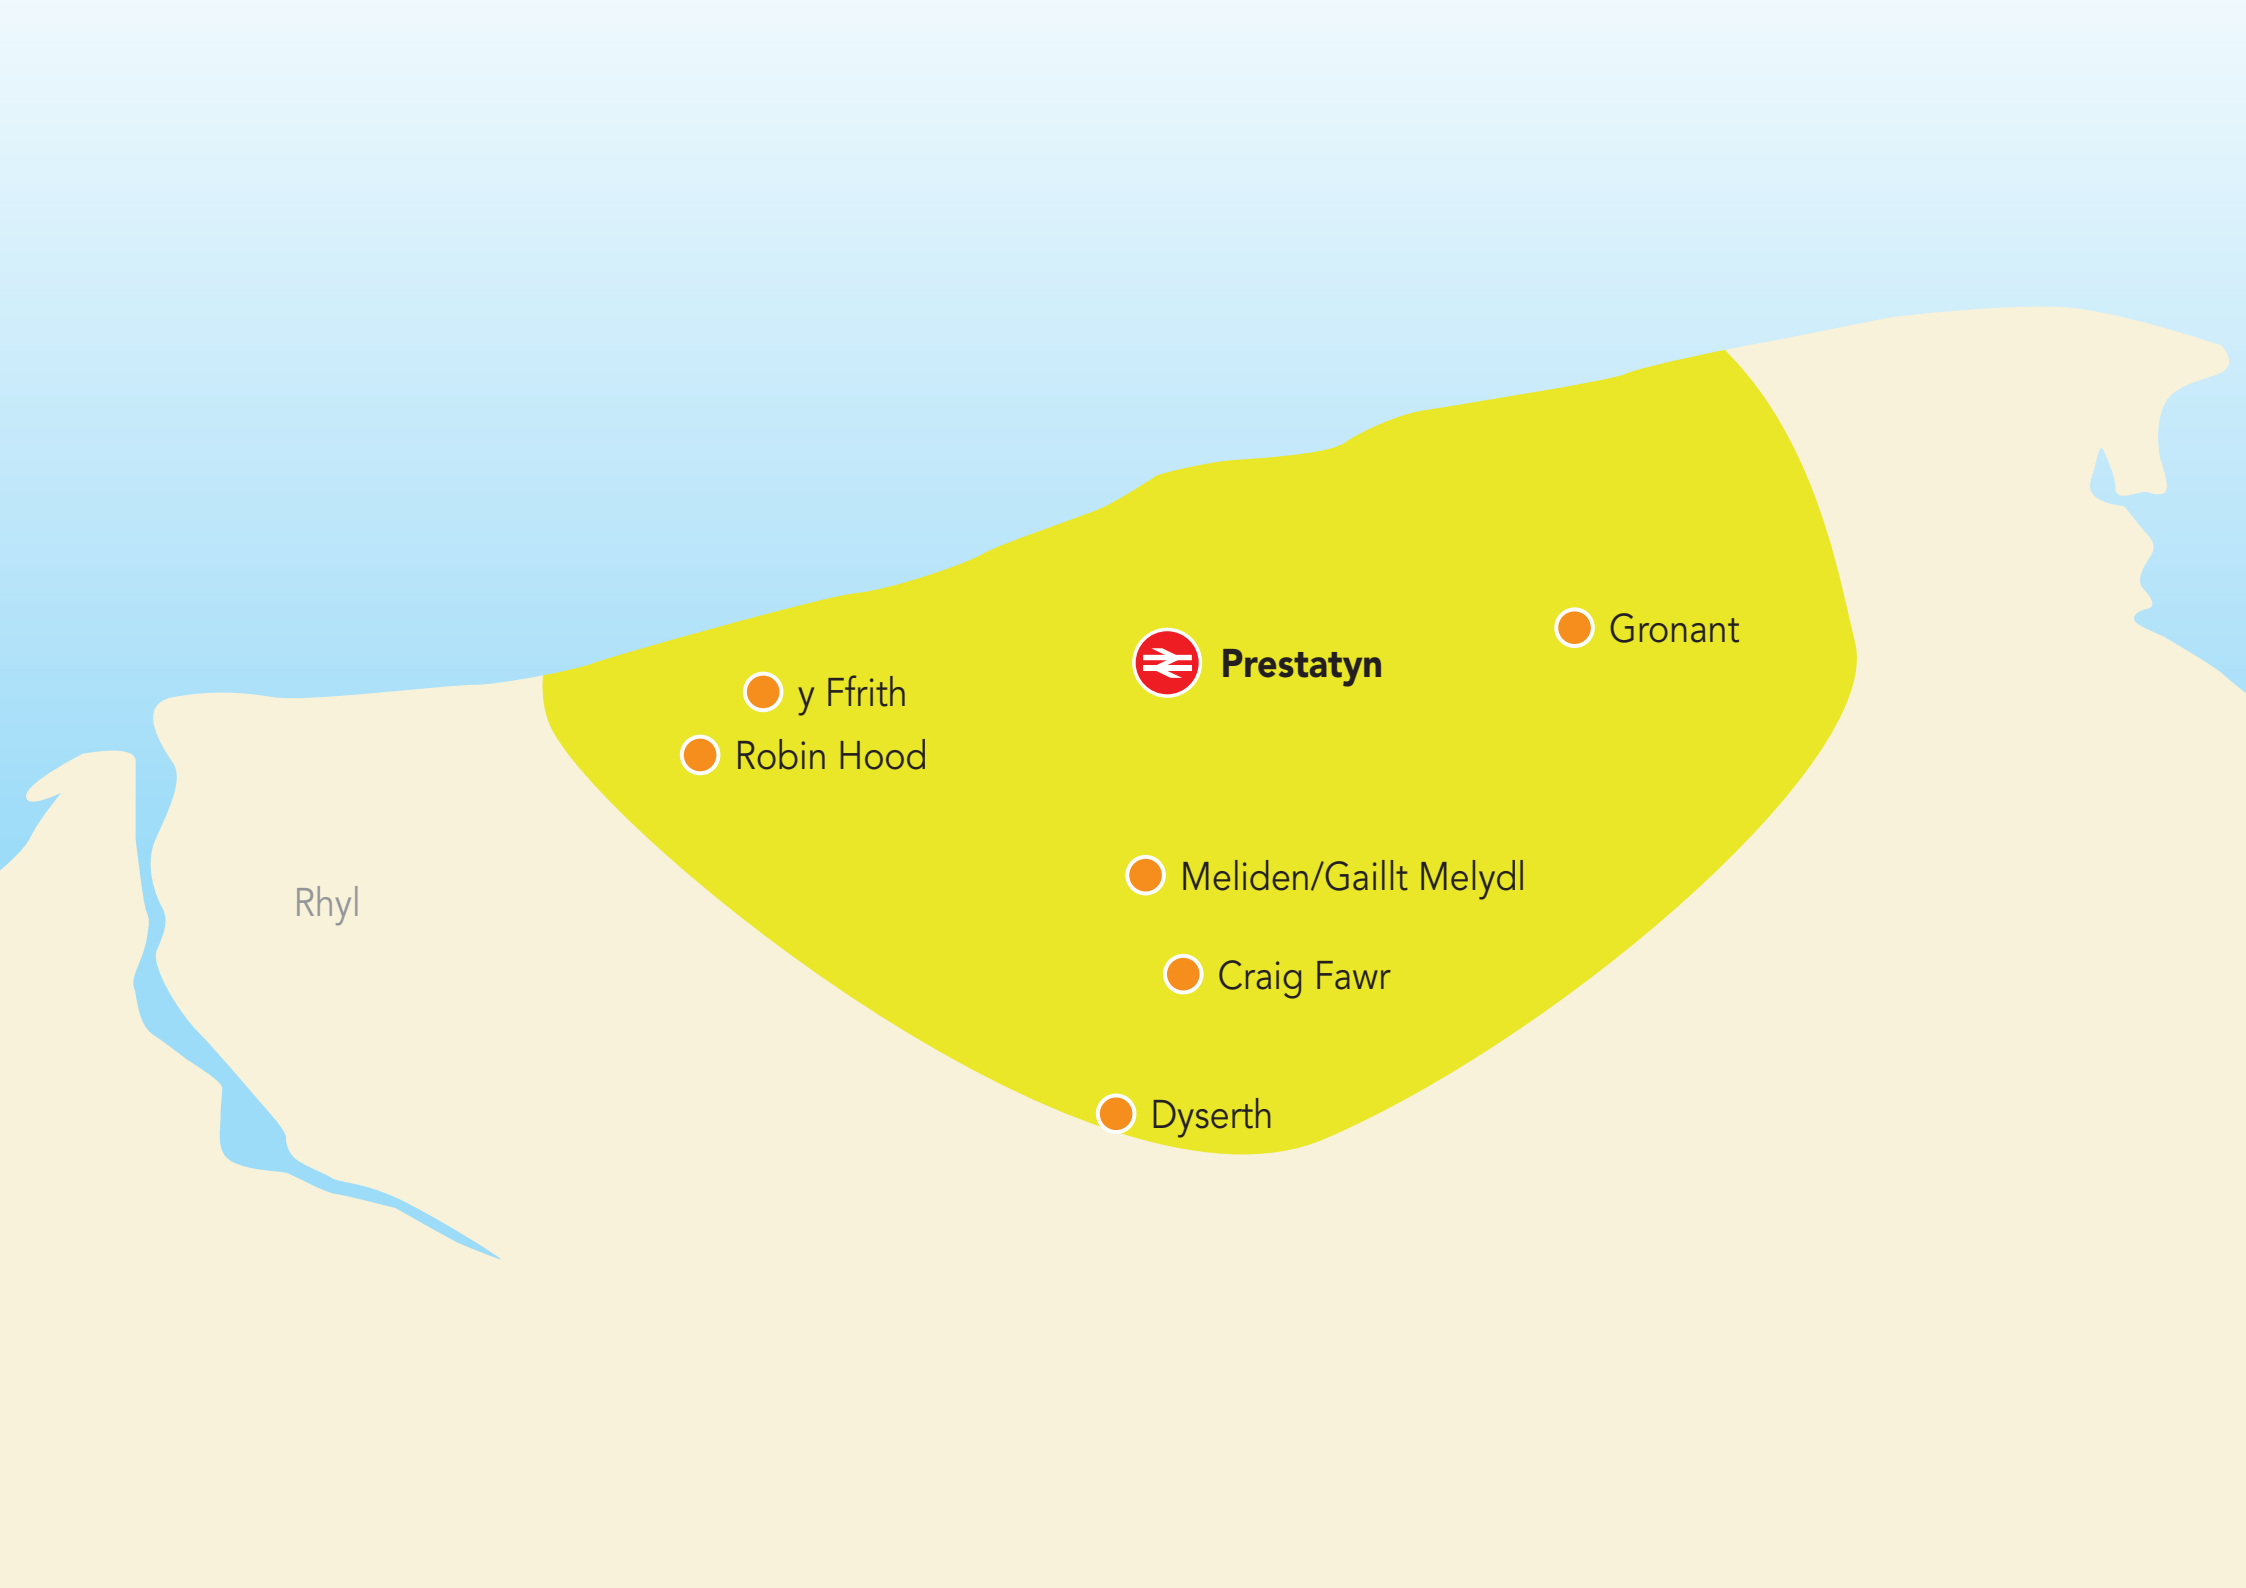 Gronant
Prestatyn
y Ffrith
Robin Hood
Meliden/Gaillt Melydl
Rhyl
Craig Fawr
Dyserth